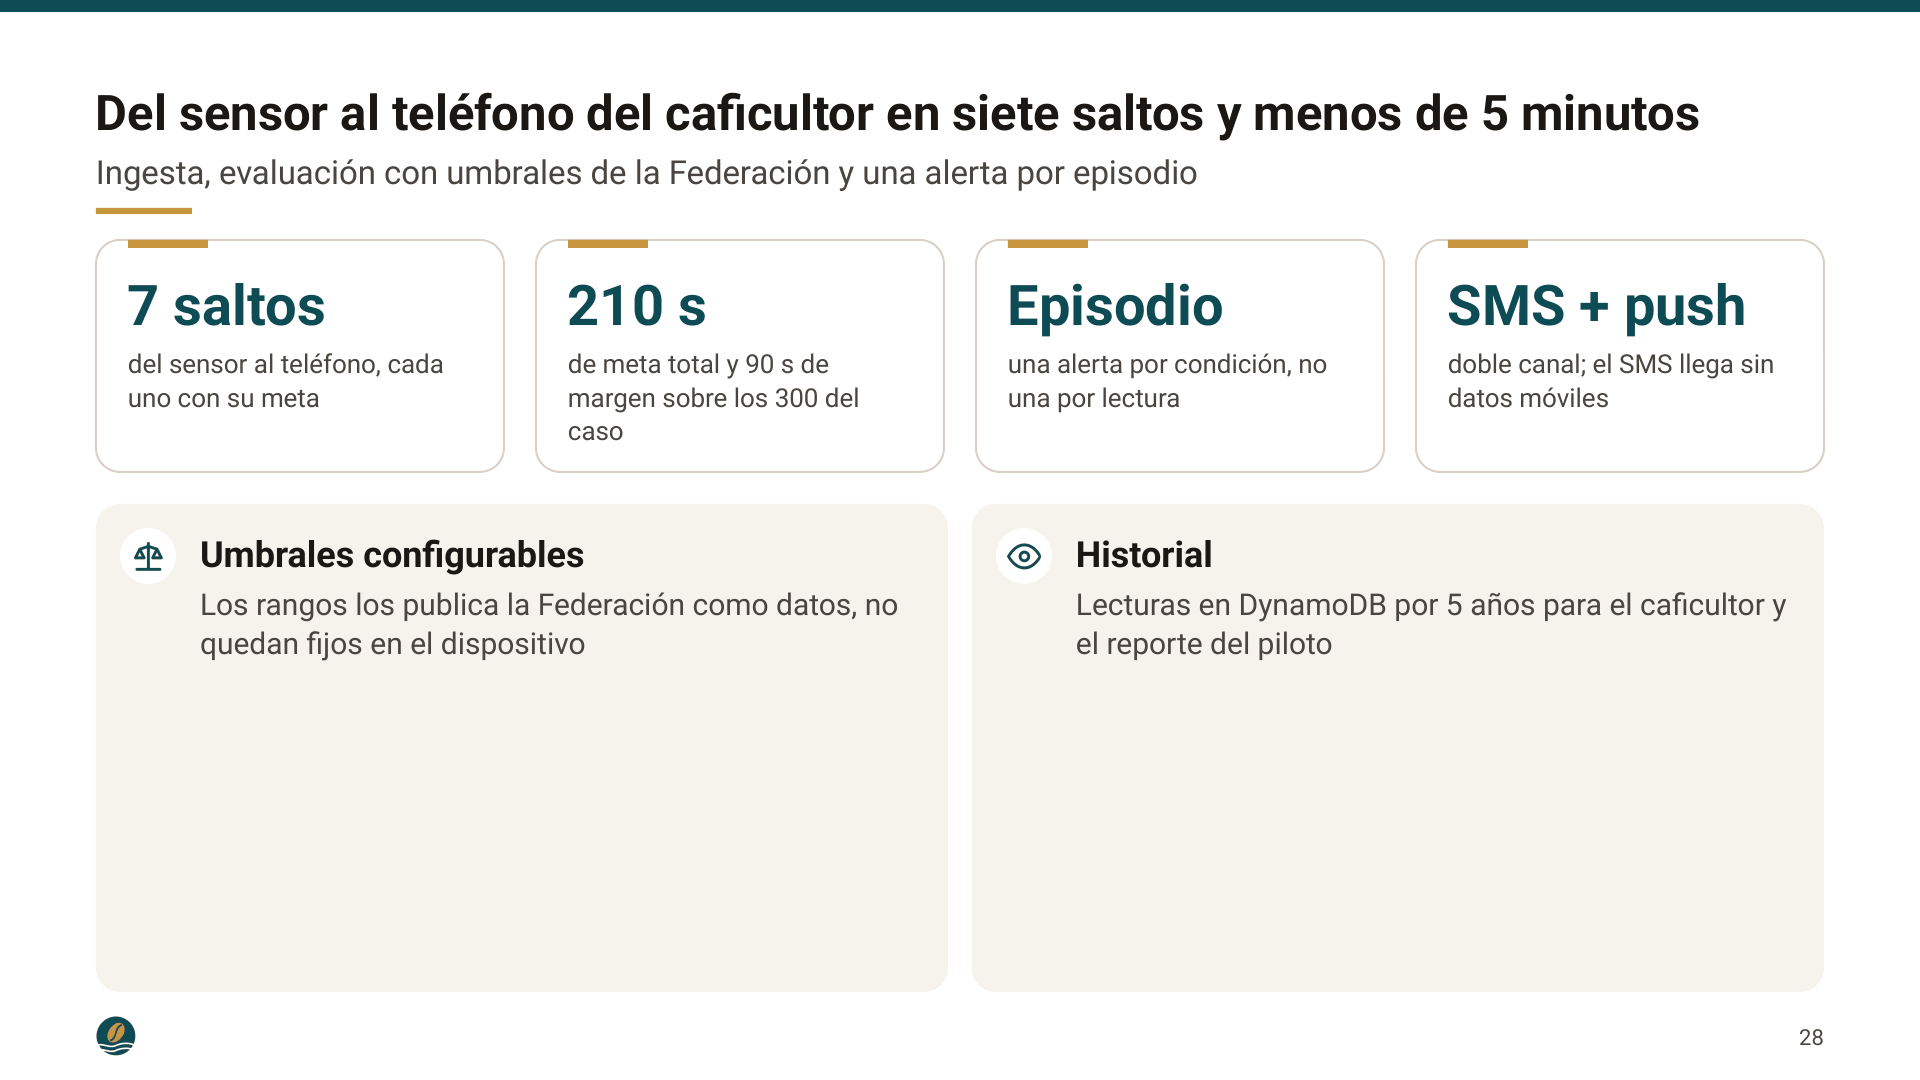 Del sensor al teléfono del caficultor en siete saltos y menos de 5 minutos
Ingesta, evaluación con umbrales de la Federación y una alerta por episodio
7 saltos
del sensor al teléfono, cada
uno con su meta
210 s
de meta total y 90 s de
margen sobre los 300 del
caso
Episodio
una alerta por condición, no
una por lectura
SMS + push
doble canal; el SMS llega sin
datos móviles
Umbrales configurables
Los rangos los publica la Federación como datos, no
quedan fijos en el dispositivo
Historial
Lecturas en DynamoDB por 5 años para el caficultor y
el reporte del piloto
28